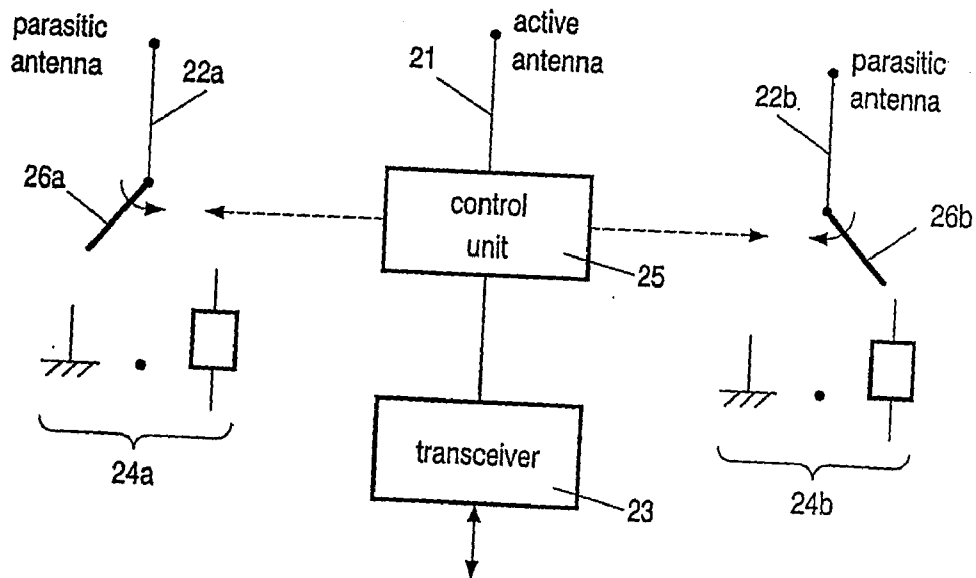 parasitic
antenna
22a
26a
24a
active
antenna
21
control
unit
25
transceiver
23
parasitic
antenna
22b
26b
24b